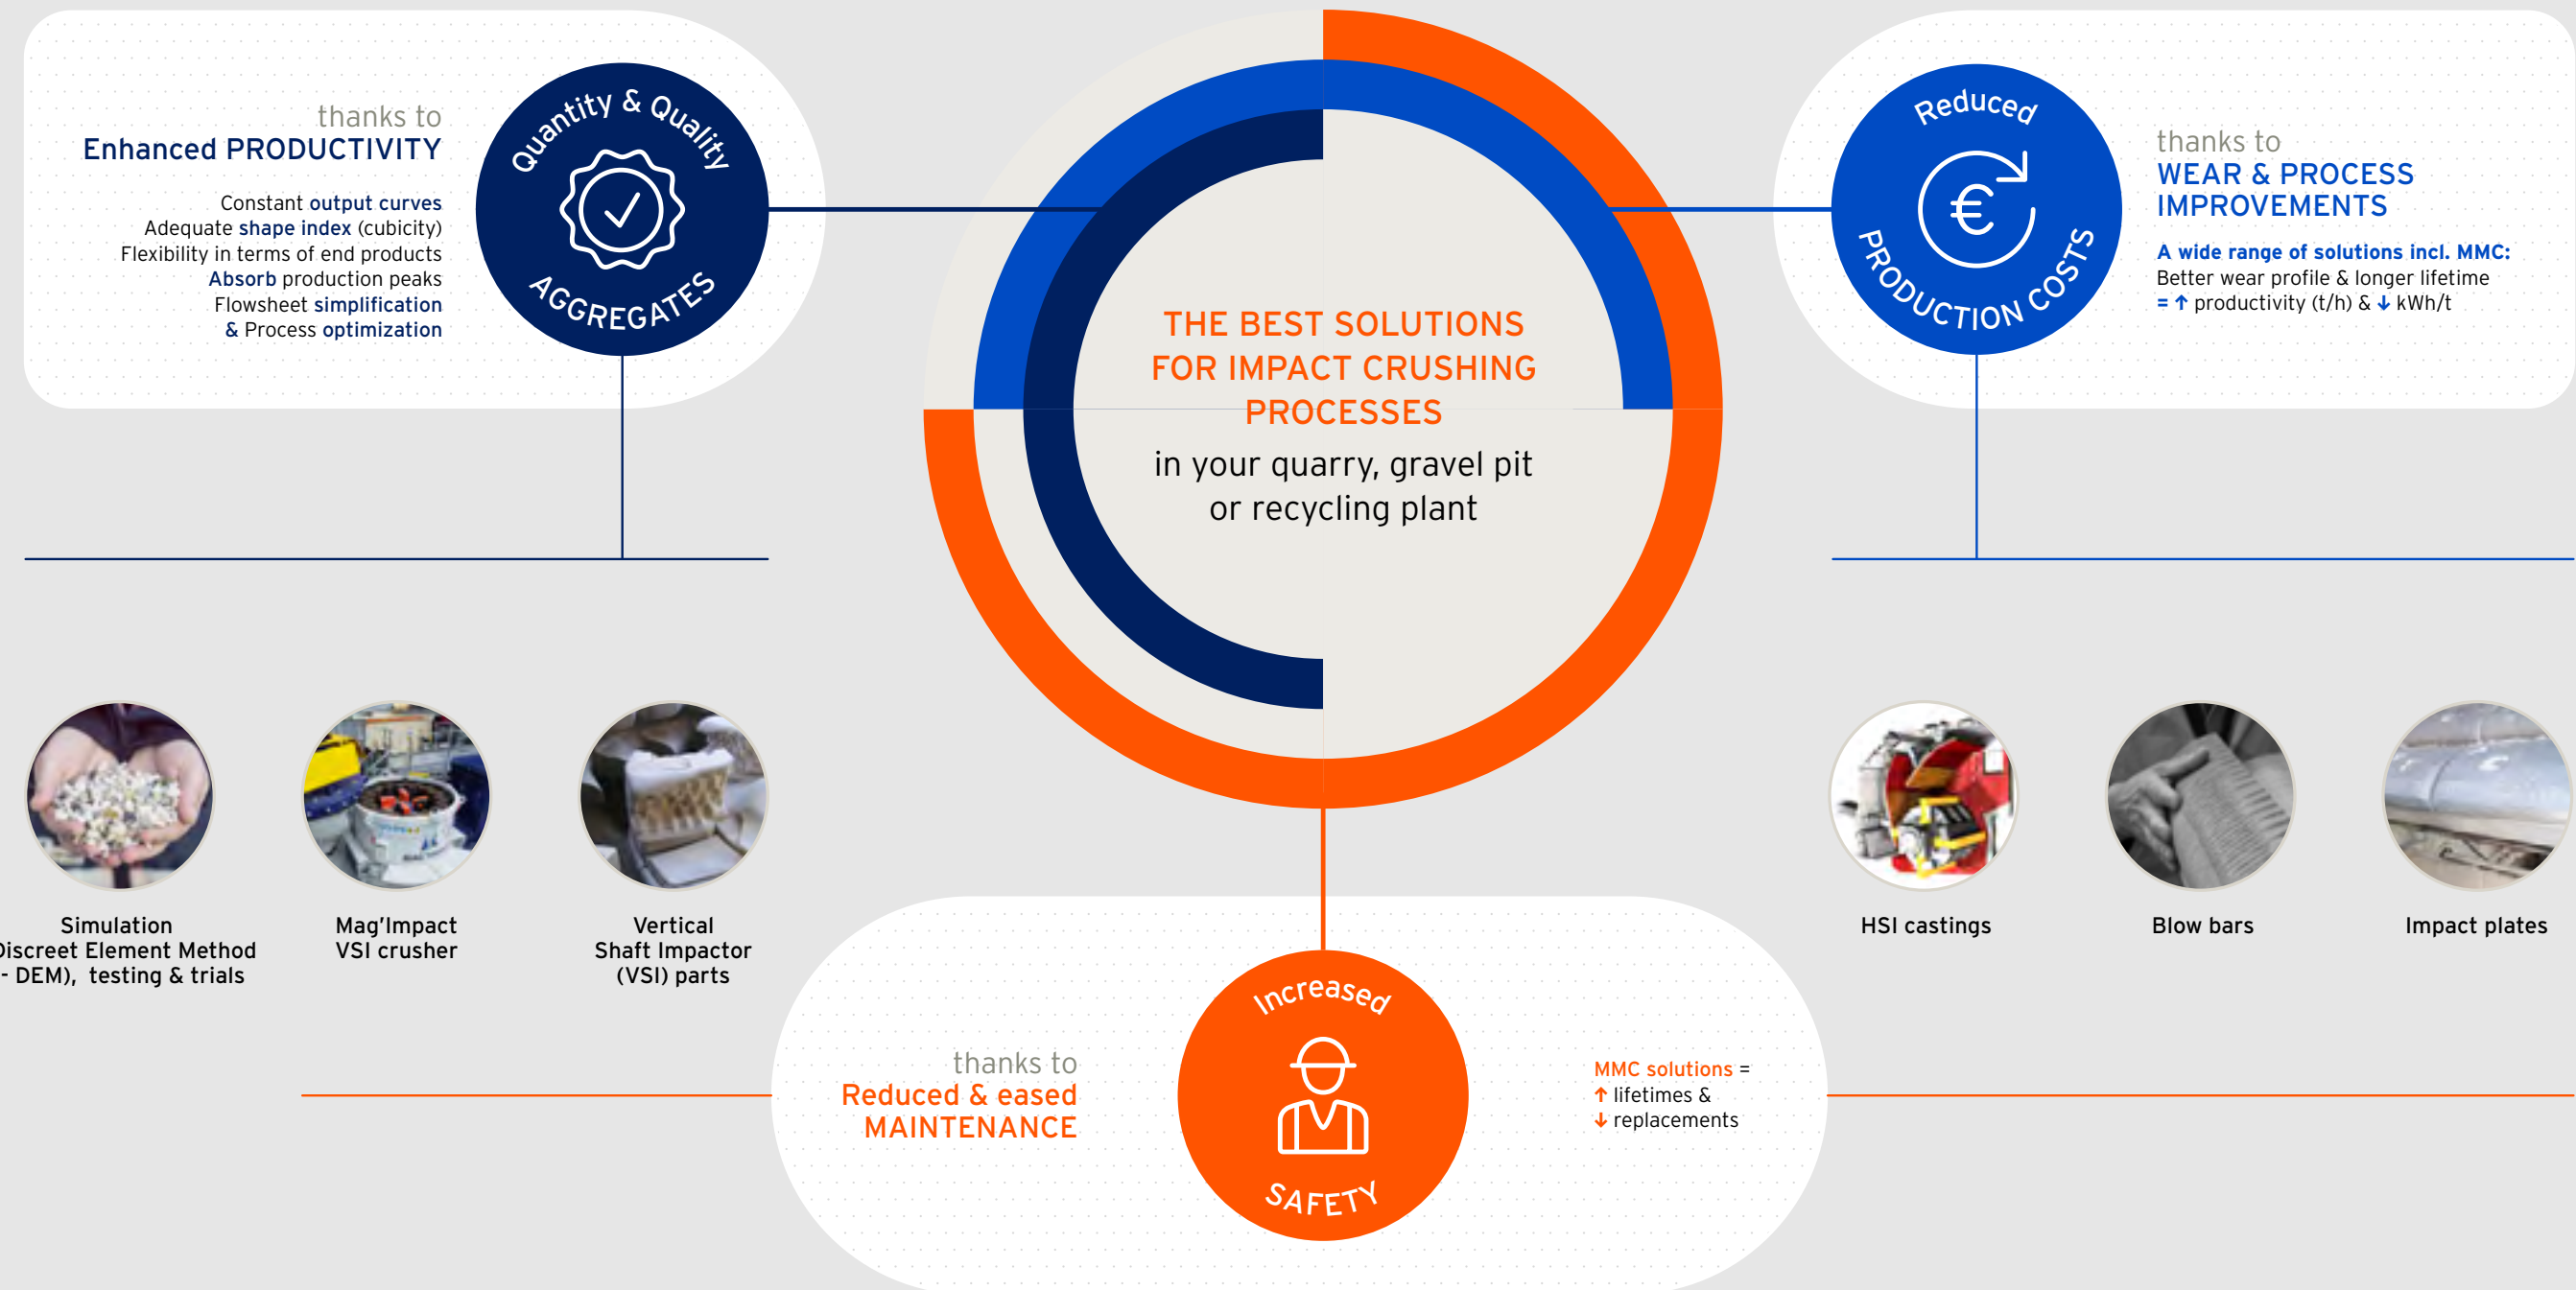 thanks to
Enhanced PRODUCTIVITY
Constant output curves
Adequate shape index (cubicity)
Flexibility in terms of end products
Absorb production peaks
Flowsheet simplification
& Process optimization
Quantity & Quality
AGGREGATES
THE BEST SOLUTIONS
FOR IMPACT CRUSHING
PROCESSES
in your quarry, gravel pit
or recycling plant
Reduced
€
PRODUCTION COSTS
thanks to
WEAR & PROCESS
IMPROVEMENTS
A wide range of solutions incl. MMC:
Better wear profile & longer lifetime
= ↑ productivity (t/h) & ↓ kWh/t
Simulation
Discreet Element Method
- DEM), testing & trials
Mag'Impact
VSI crusher
Vertical
Shaft Impactor
(VSI) parts
HSI castings
Blow bars
Impact plates
thanks to
Reduced & eased
MAINTENANCE
Increased
SAFETY
MMC solutions =
↑ lifetimes &
↓ replacements